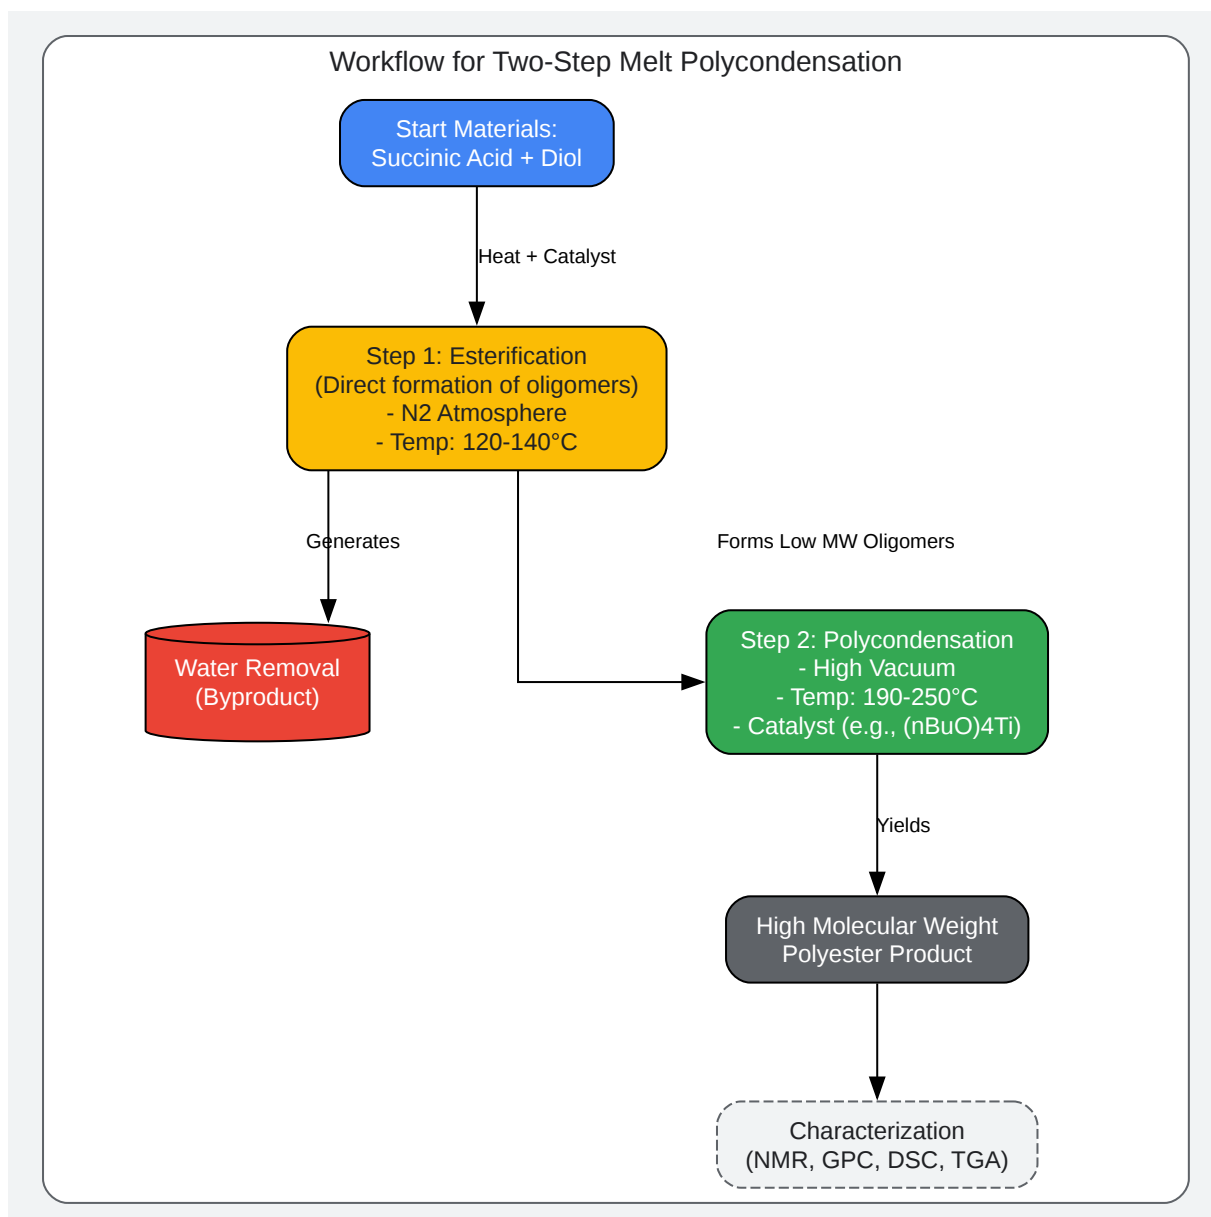 Workflow for Two-Step Melt Polycondensation
Start Materials:
Succinic Acid + Diol
Heat + Catalyst
Step 1: Esterification
(Direct formation of oligomers)
- N2 Atmosphere
- Temp: 120-140°C
Generates
Forms Low MW Oligomers
Water Removal
(Byproduct)
Step 2: Polycondensation
- High Vacuum
- Temp: 190-250°C
- Catalyst (e.g., (nBuO)4Ti)
Yields
High Molecular Weight
Polyester Product
Characterization
(NMR, GPC, DSC, TGA)